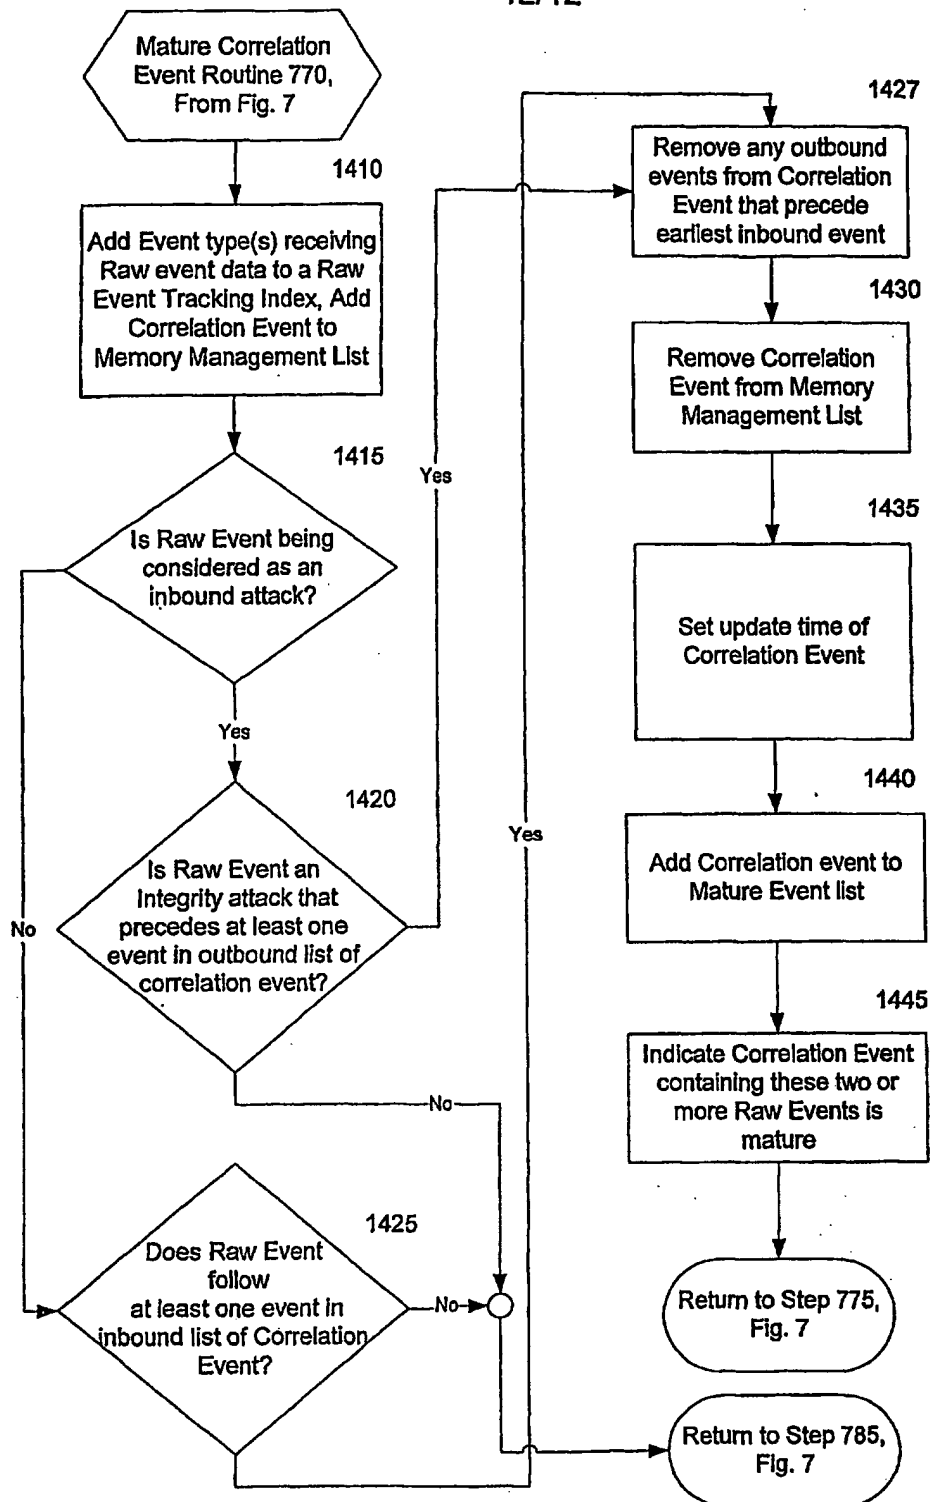 12/12
Mature Correlation
Event Routine 770,
From Fig. 7
1410
Add Event type(s) receiving
Raw event data to a Raw
Event Tracking Index, Add
Correlation Event to
Memory Management List
1415
Is Raw Event being
considered as an
inbound attack?
Yes
1420
Is Raw Event an
Integrity attack that
precedes at least one
event in outbound list of
correlation event?
No
No
1425
Does Raw Event
follow
at least one event in
inbound list of Correlation
Event?
No
Yes
Yes
1427
Remove any outbound
events from Correlation
Event that precede
earliest inbound event
1430
Remove Correlation
Event from Memory
Management List
1435
Set update time of
Correlation Event
1440
Add Correlation event to
Mature Event list
1445
Indicate Correlation Event
containing these two or
more Raw Events is
mature
Return to Step 775,
Fig. 7
Return to Step 785,
Fig. 7